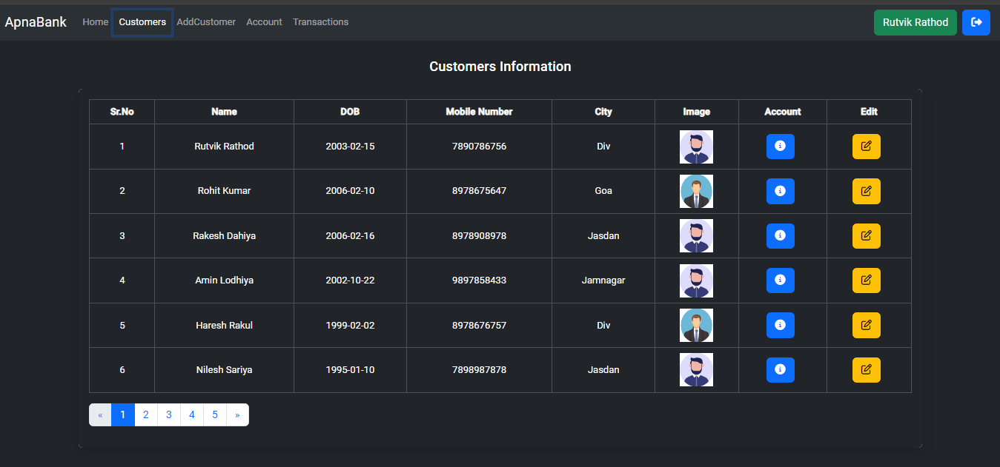 ApnaBank Home Customers AddCustomer Account Transactions Rutvik Rathod
Customers Information
Sr.No Name DOB Mobile Number City Image Account Edit
1 Rutvik Rathod 2003-02-15 7890786756 Div
2 Rohit Kumar 2006-02-10 8978675647 Goa
3 Rakesh Dahiya 2006-02-16 8978908978 Jasdan
4 Amin Lodhiya 2002-10-22 9897858433 Jamnagar
5 Haresh Rakul 1999-02-02 8978676757 Div
6 Nilesh Sariya 1995-01-10 7898987878 Jasdan
« 1 2 3 4 5 »